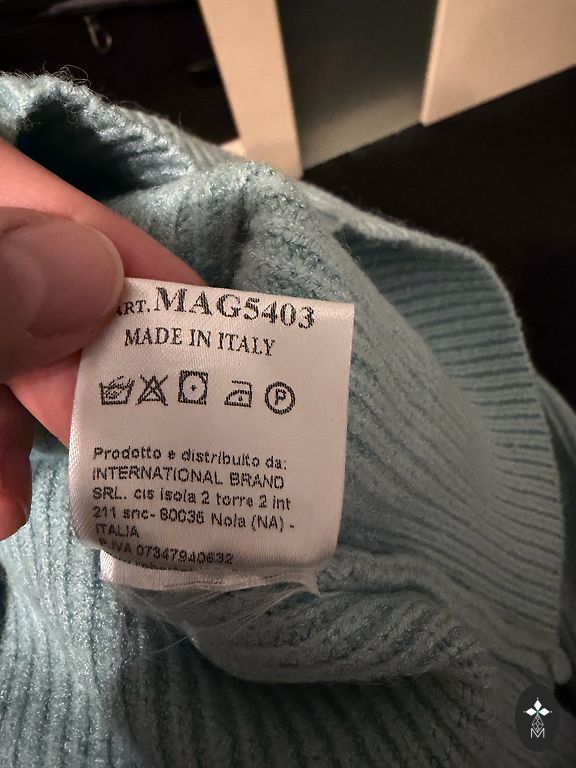 ART. MAG5403
MADE IN ITALY
P
Prodotto e distribuito da:
INTERNATIONAL BRAND
SRL. cis isola 2 torre 2 int
211 snc- 80035 Nola (NA) -
ITALIA
P.IVA 07347940632
M